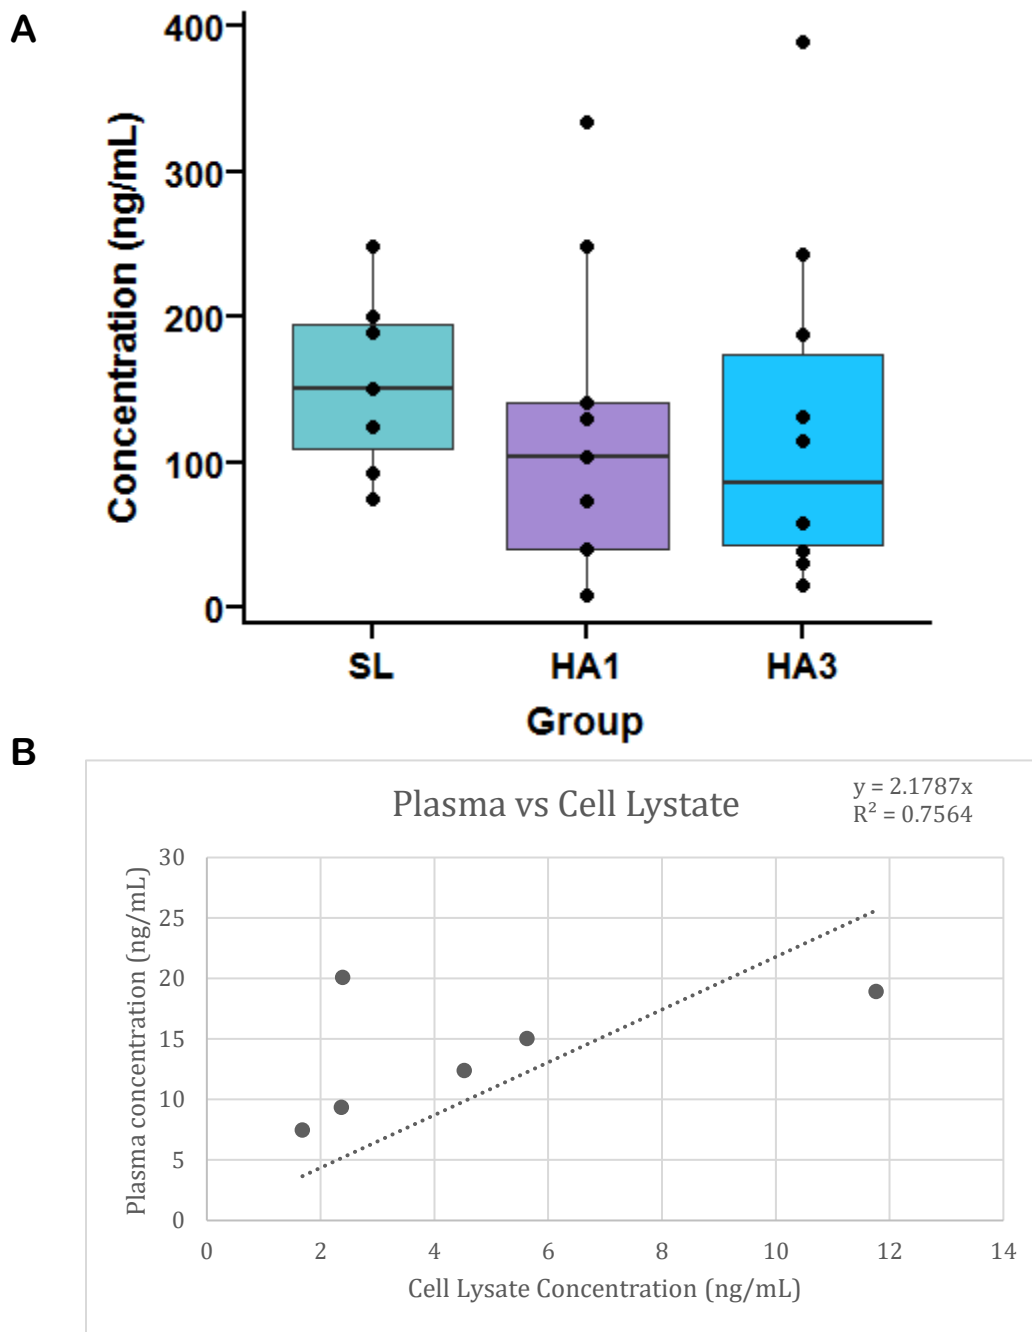 A
Concentration (ng/mL)
400
300
200
100
0
SL HA1 HA3
Group
B
Plasma vs Cell Lystate
y = 2.1787x
R² = 0.7564
Plasma concentration (ng/mL)
30
25
20
15
10
5
0
0 2 4 6 8 10 12 14
Cell Lysate Concentration (ng/mL)